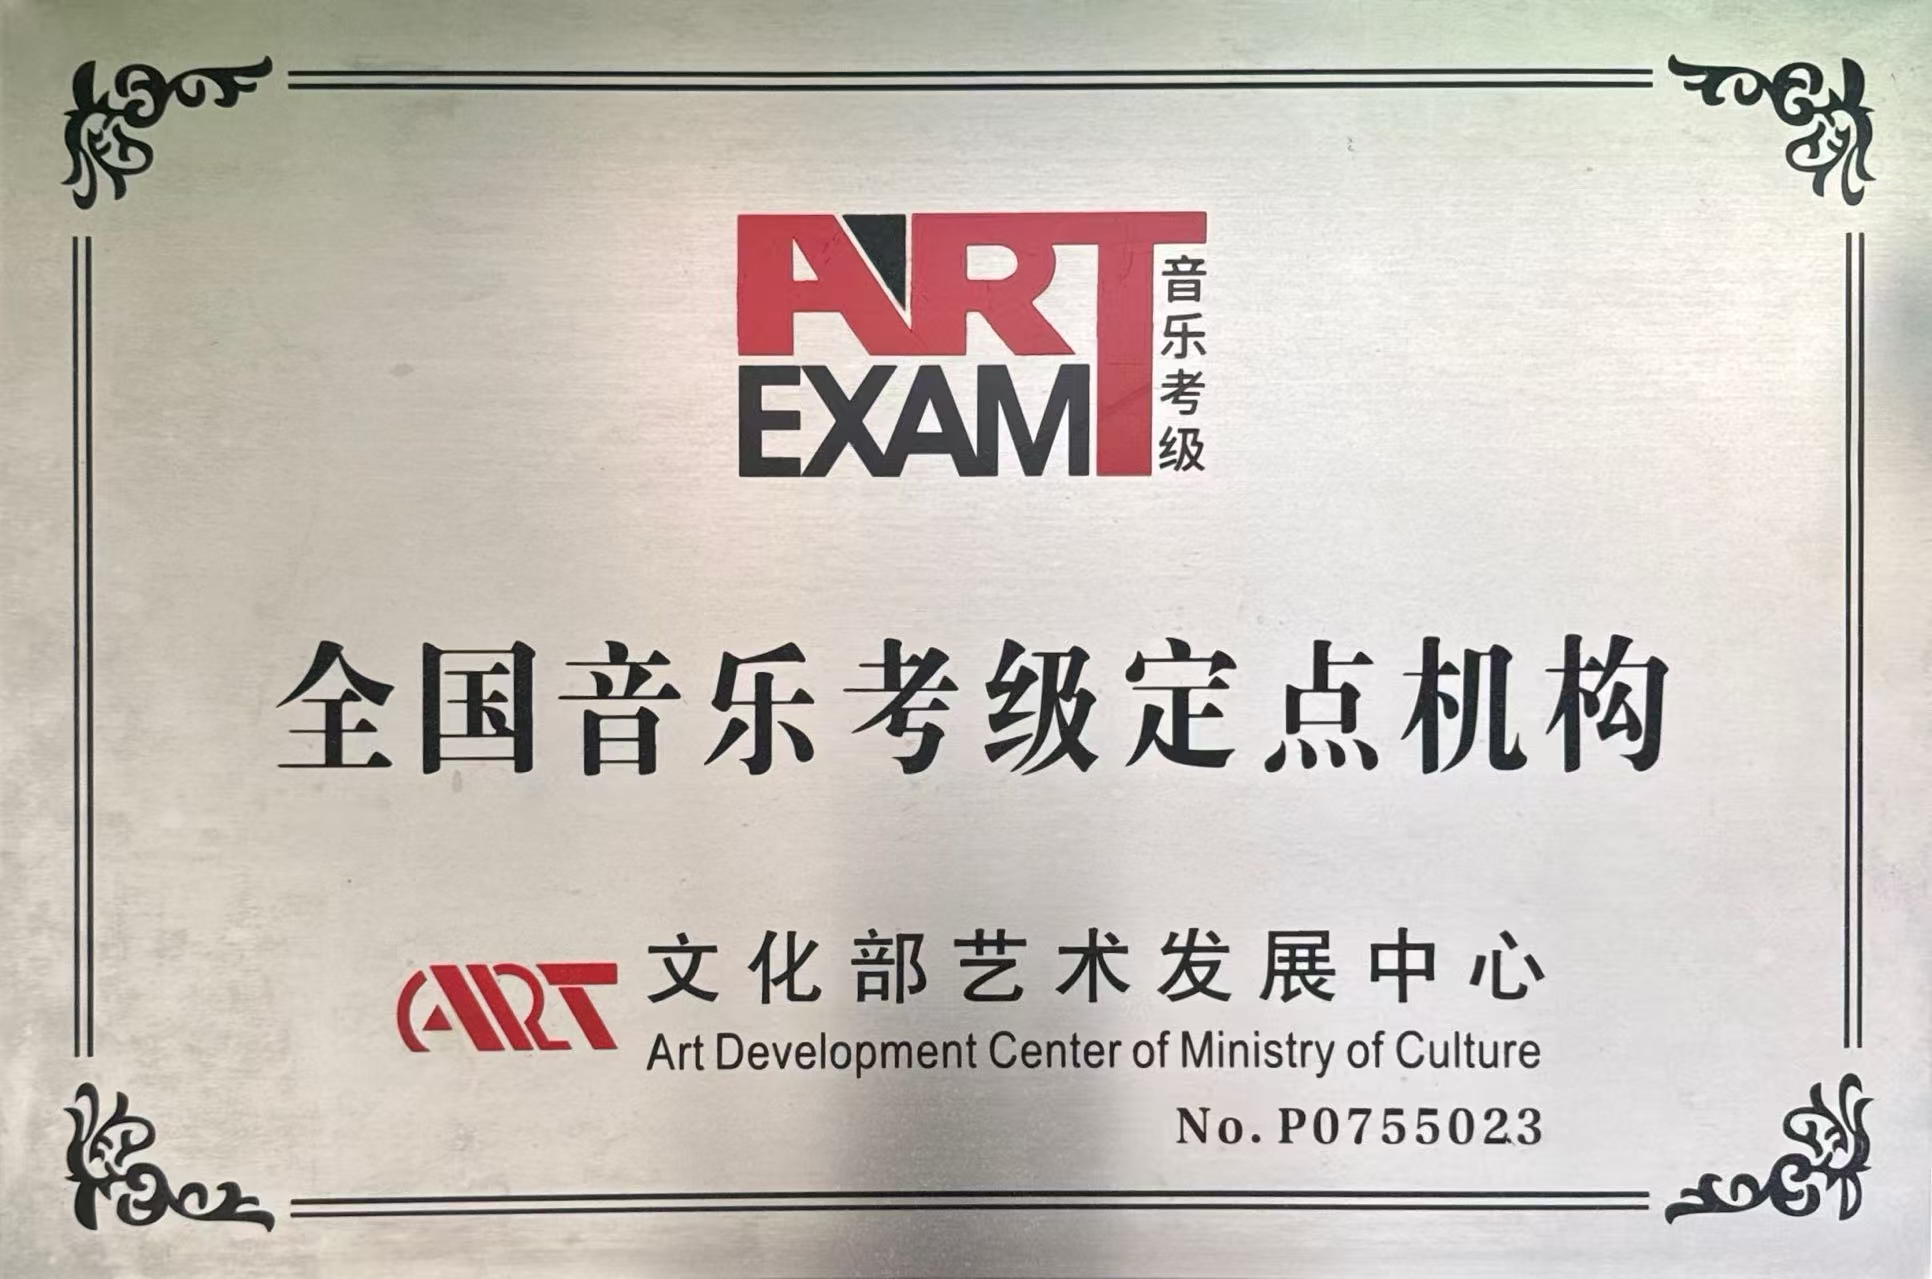 ART
EXAM
音乐考级
全国音乐考级定点机构
ART
文化部艺术发展中心
Art Development Center of Ministry of Culture
No. P0755023